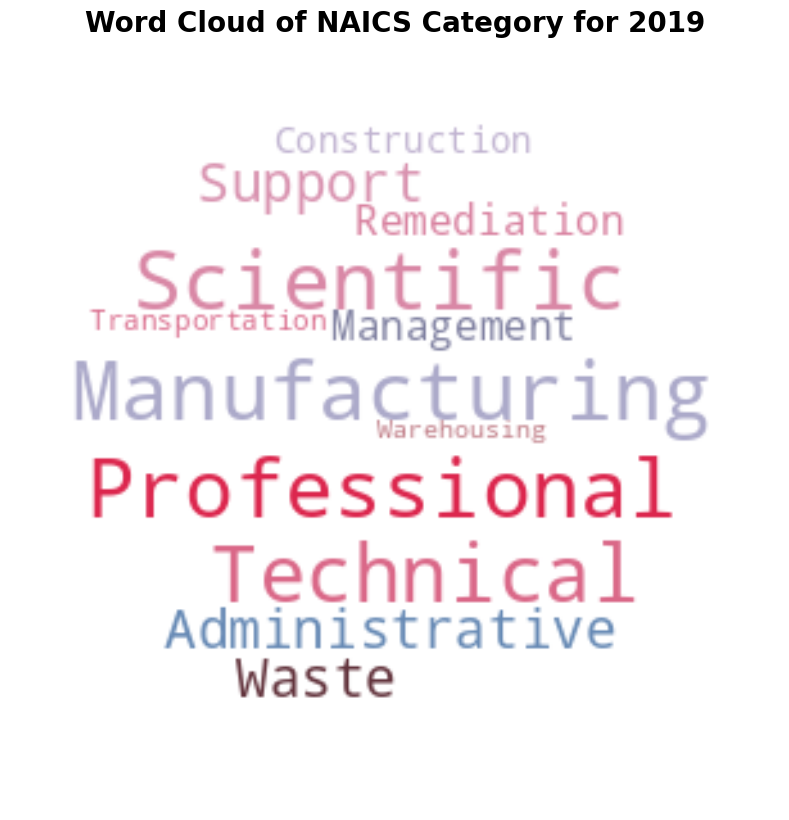 Word Cloud of NAICS Category for 2019
Construction
Support
Remediation
Scientific
Transportation
Management
Manufacturing
Warehousing
Professional
Technical
Administrative
Waste